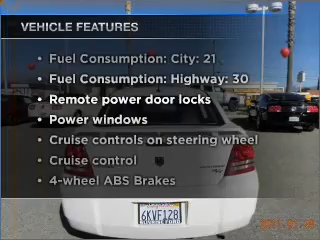 VEHICLE FEATURES
• Fuel Consumption: City: 21
• Fuel Consumption: Highway: 30
• Remote power door locks
• Power windows
• Cruise controls on steering wheel
• Cruise control
• 4-wheel ABS Brakes
6KVF128